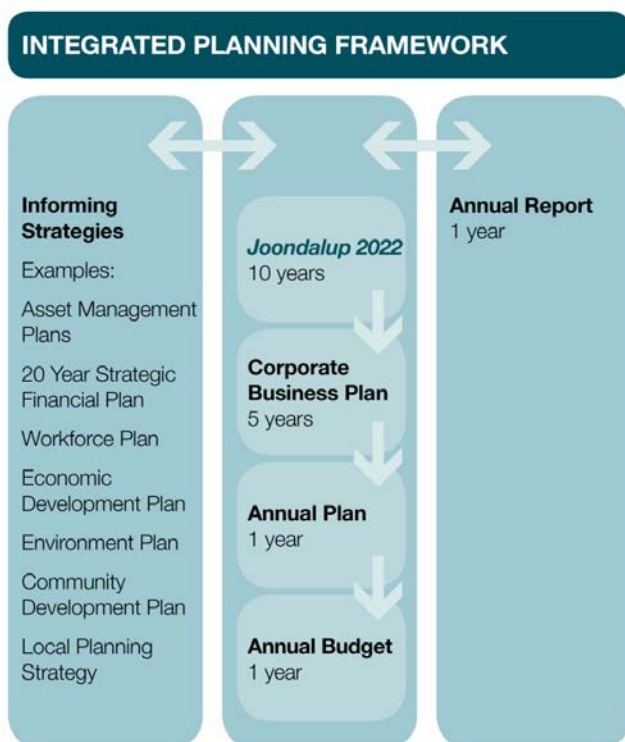 INTEGRATED PLANNING FRAMEWORK
Informing
Strategies
Examples:
Asset Management
Plans
20 Year Strategic
Financial Plan
Workforce Plan
Economic
Development Plan
Environment Plan
Community
Development Plan
Local Planning
Strategy
Joondalup 2022
10 years
Corporate
Business Plan
5 years
Annual Plan
1 year
Annual Budget
1 year
Annual Report
1 year